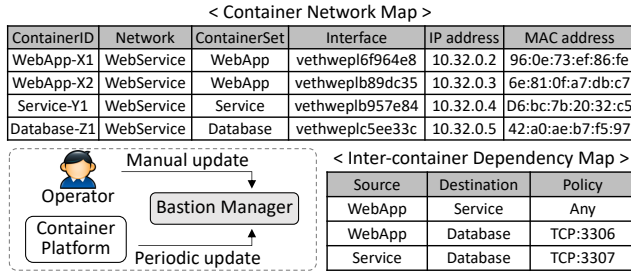 < Container Network Map >
ContainerID Network ContainerSet Interface IP address MAC address
WebApp-X1 WebService WebApp vethwepl6f964e8 10.32.0.2 96:0e:73:ef:86:fe
WebApp-X2 WebService WebApp vethweplb89dc35 10.32.0.3 6e:81:0f:a7:db:c7
Service-Y1 WebService Service vethweplb957e84 10.32.0.4 D6:bc:7b:20:32:c5
Database-Z1 WebService Database vethweplc5ee33c 10.32.0.5 42:a0:ae:b7:f5:97
Manual update
Operator
Bastion Manager
Container
Platform
Periodic update
< Inter-container Dependency Map >
Source Destination Policy
WebApp Service Any
WebApp Database TCP:3306
Service Database TCP:3307